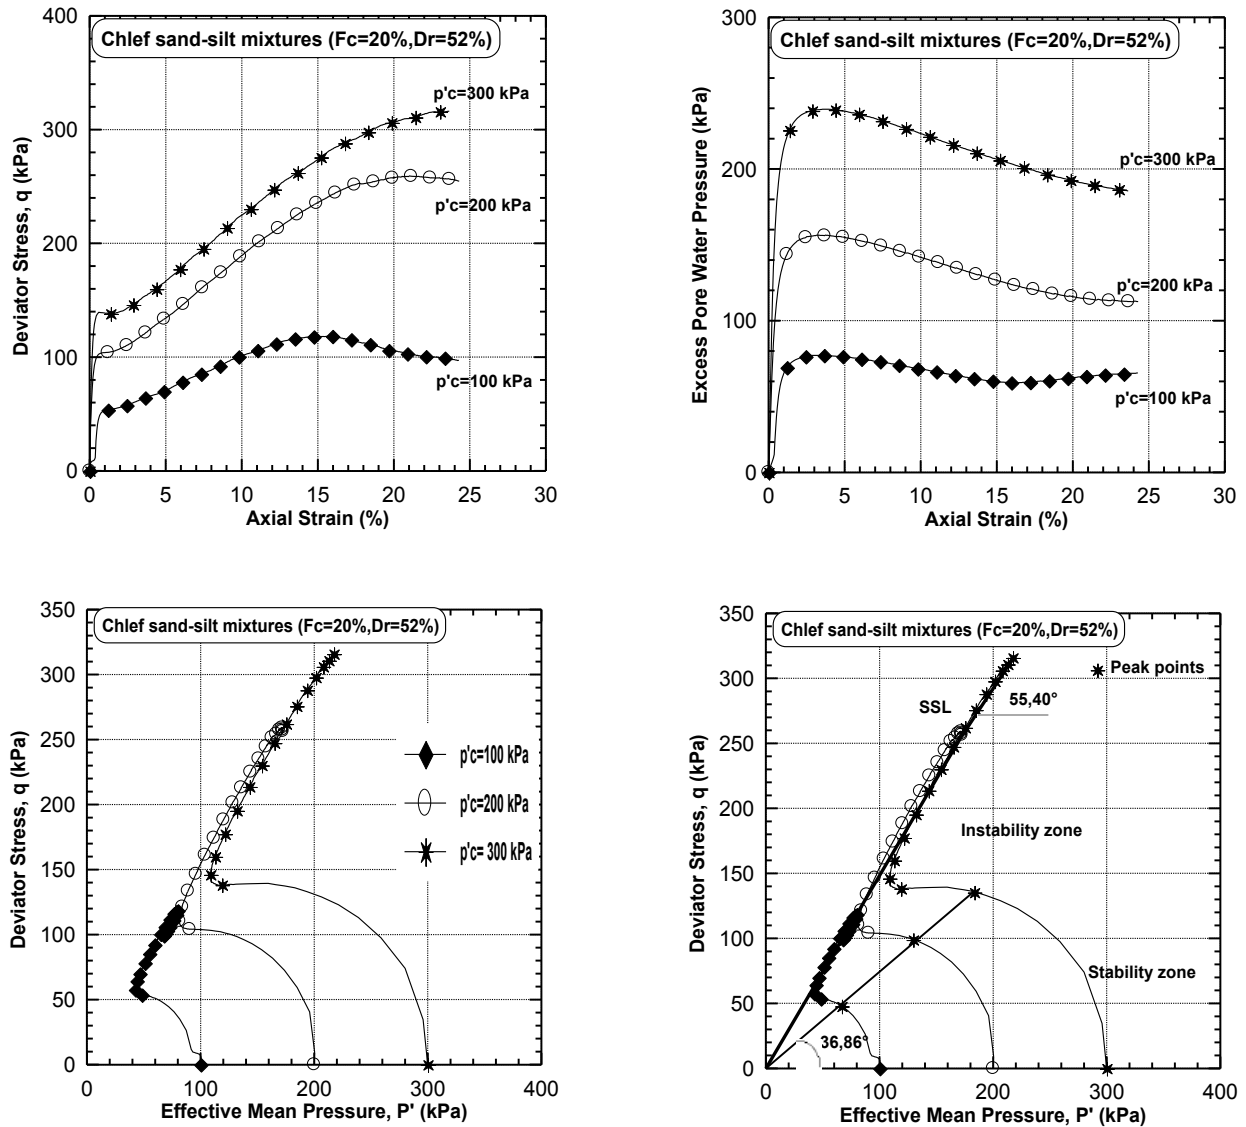 400
Chlef sand-silt mixtures (Fc=20%,Dr=52%)
p'c=300 kPa
300
p'c=200 kPa
200
100
p'c=100 kPa
0
0 5 10 15 20 25 30
Axial Strain (%)
Deviator Stress, q (kPa)
300
Chlef sand-silt mixtures (Fc=20%,Dr=52%)
200
p'c=300 kPa
p'c=200 kPa
100
p'c=100 kPa
0
0 5 10 15 20 25 30
Axial Strain (%)
Excess Pore Water Pressure (kPa)
350
Chlef sand-silt mixtures (Fc=20%,Dr=52%)
300
250
p'c=100 kPa
200
p'c=200 kPa
p'c= 300 kPa
150
100
50
0
0 100 200 300 400
Effective Mean Pressure, P' (kPa)
Deviator Stress, q (kPa)
350
Chlef sand-silt mixtures (Fc=20%,Dr=52%)
Peak points
300
SSL
55,40°
250
200
Instability zone
150
100
Stability zone
50
36,86°
0
0 100 200 300 400
Effective Mean Pressure, P' (kPa)
Deviator Stress, q (kPa)